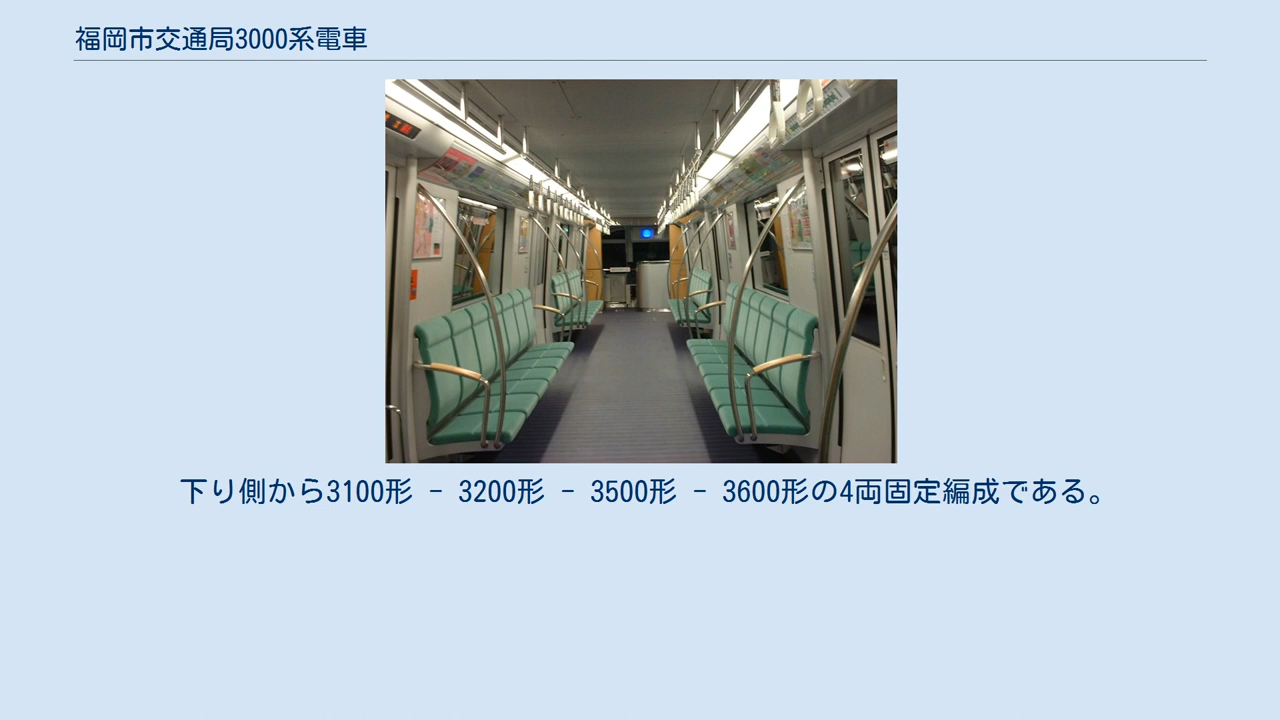 福岡市交通局3000系電車
下り側から3100形 - 3200形 - 3500形 - 3600形の4両固定編成である。